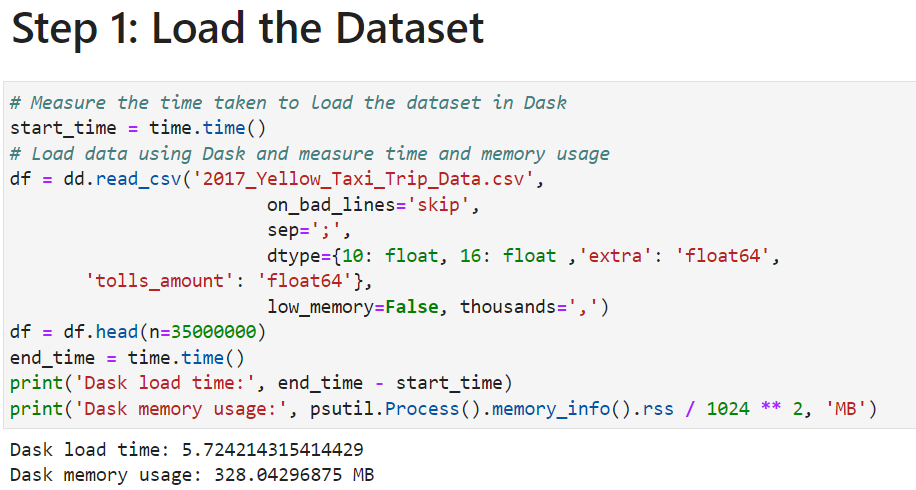 Step 1: Load the Dataset
# Measure the time taken to load the dataset in Dask
start_time = time.time()
# Load data using Dask and measure time and memory usage
df = dd.read_csv('2017_Yellow_Taxi_Trip_Data.csv',
                        on_bad_lines='skip',
                        sep=';',
                        dtype={10: float, 16: float ,'extra': 'float64',
       'tolls_amount': 'float64'},
                        low_memory=False, thousands=',')
df = df.head(n=35000000)
end_time = time.time()
print('Dask load time:', end_time - start_time)
print('Dask memory usage:', psutil.Process().memory_info().rss / 1024 ** 2, 'MB')
Dask load time: 5.724214315414429
Dask memory usage: 328.04296875 MB